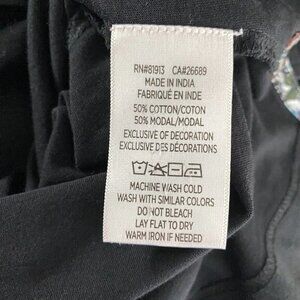 RN#81913 CA#26689
MADE IN INDIA
FABRIQUÉ EN INDE
50% COTTON/COTON
50% MODAL/MODAL
EXCLUSIVE OF DECORATION
EXCLUSIVE DES DÉCORATIONS
MACHINE WASH COLD
WASH WITH SIMILAR COLORS
DO NOT BLEACH
LAY FLAT TO DRY
WARM IRON IF NEEDED